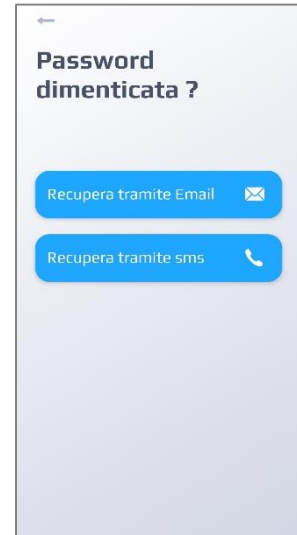 Password
dimenticata ?
Recupera tramite Email
Recupera tramite sms